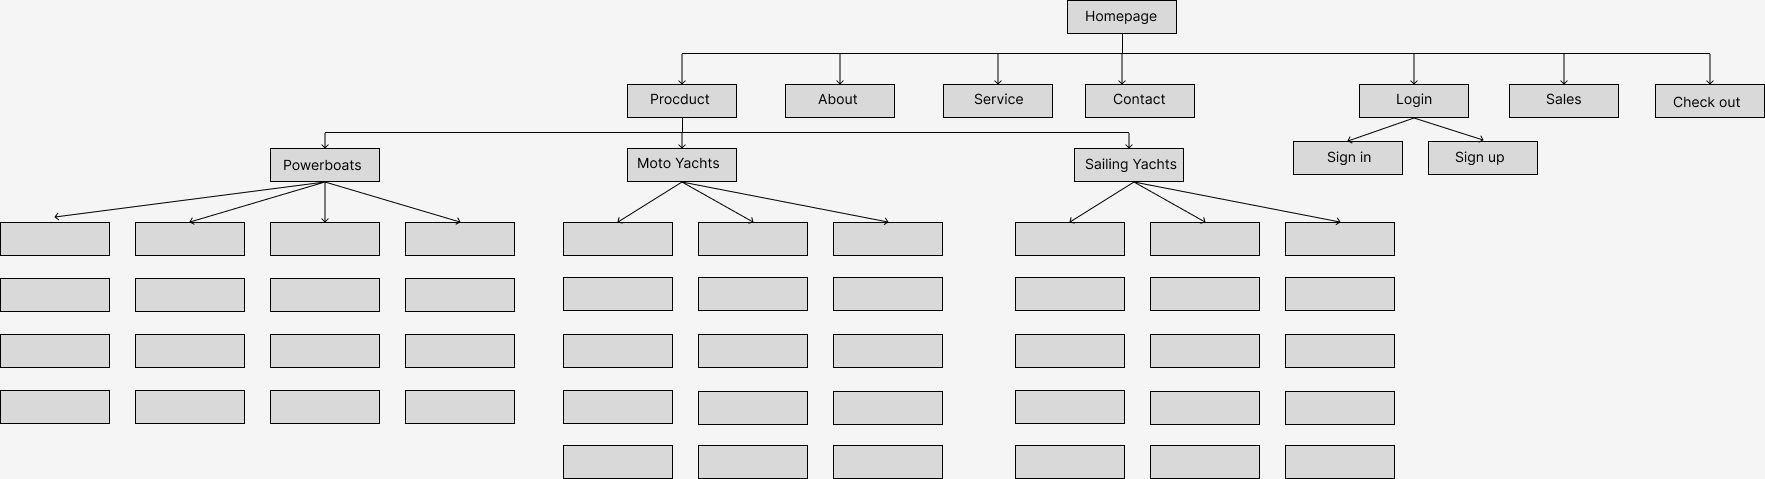 Homepage
Procduct
About
Service
Contact
Login
Sales
Check out
Sign in
Sign up
Powerboats
Moto Yachts
Sailing Yachts